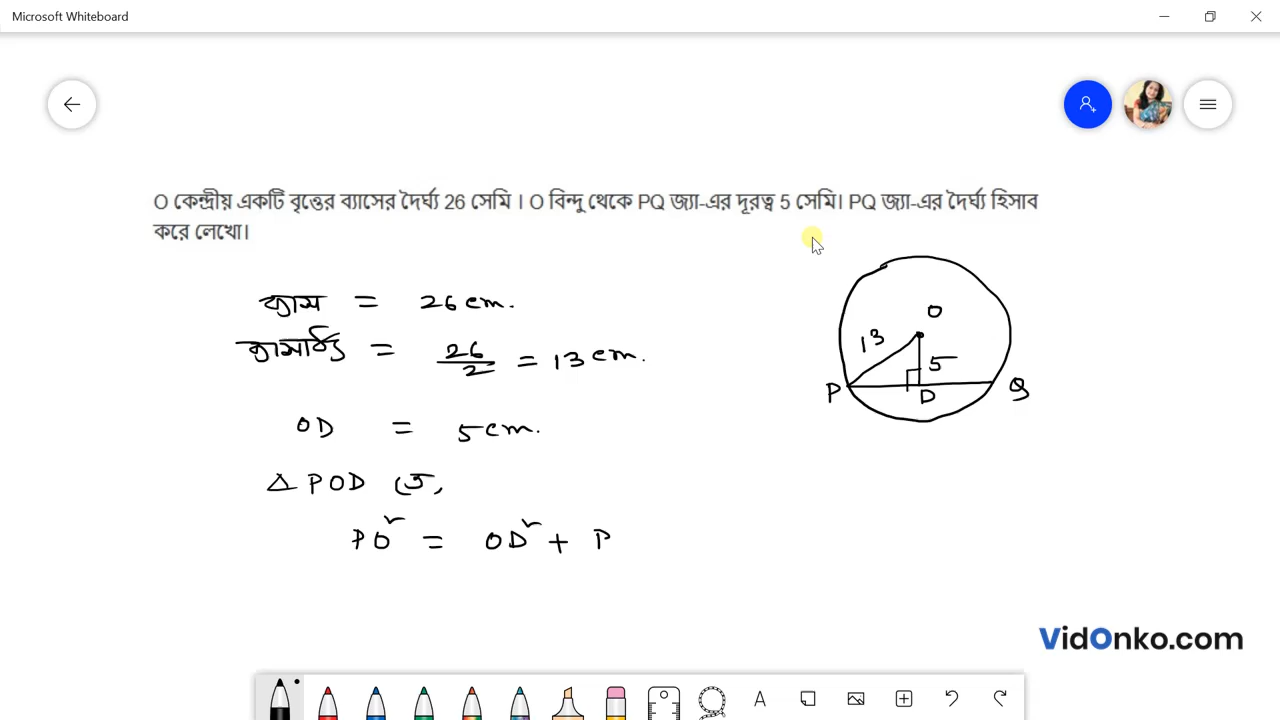 Microsoft Whiteboard
O কেন্দ্রীয় একটি বৃত্তের ব্যাসের দৈর্ঘ্য 26 সেমি । O বিন্দু থেকে PQ জ্যা-এর দূরত্ব 5 সেমি। PQ জ্যা-এর দৈর্ঘ্য হিসাব
করে লেখো।
ব্যাস = 26 cm.
ব্যাসার্ধ = 26/2 = 13 cm.
OD = 5 cm.
△ POD তে,
PO² = OD² + P
O
13
5
P
D
Q
VidOnko.com
A